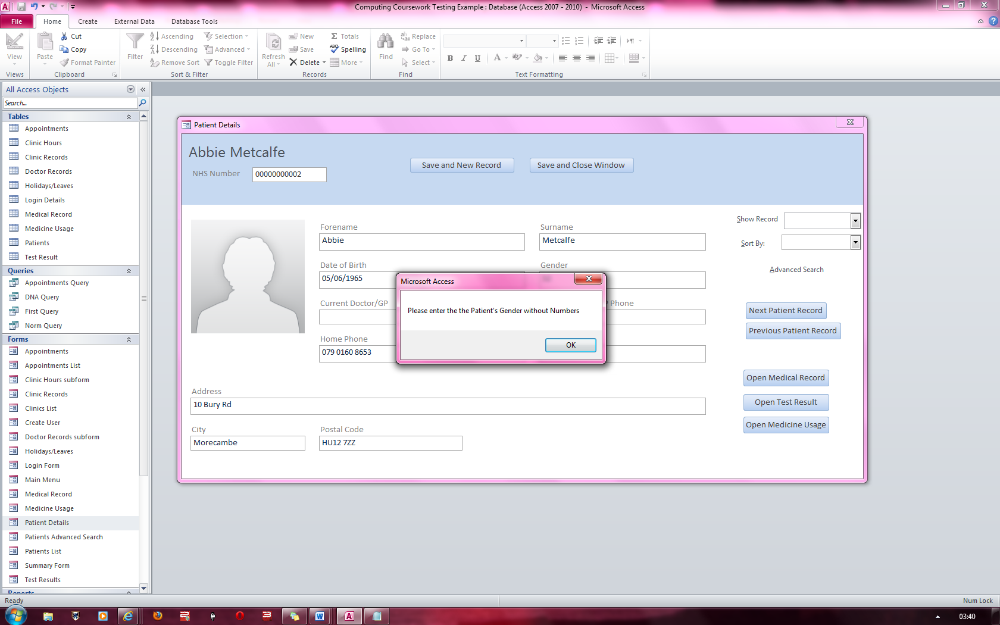 Computing Coursework Testing Example : Database (Access 2007 - 2010) - Microsoft Access
File Home Create External Data Database Tools
View
Views
Paste
Cut
Copy
Format Painter
Clipboard
Filter
Ascending
Descending
Remove Sort
Selection
Advanced
Toggle Filter
Sort & Filter
Refresh
All
New
Save
Delete
Totals
Spelling
More
Records
Find
Replace
Go To
Select
Find
B I U A
Text Formatting
All Access Objects
Search...
Tables
Appointments
Clinic Hours
Clinic Records
Doctor Records
Holidays/Leaves
Login Details
Medical Record
Medicine Usage
Patients
Test Result
Queries
Appointments Query
DNA Query
First Query
Norm Query
Forms
Appointments
Appointments List
Clinic Hours subform
Clinic Records
Clinics List
Create User
Doctor Records subform
Holidays/Leaves
Login Form
Main Menu
Medical Record
Medicine Usage
Patient Details
Patients Advanced Search
Patients List
Summary Form
Test Results
Reports
Patient Details
Abbie Metcalfe
NHS Number 00000000002
Save and New Record Save and Close Window
Forename
Abbie
Surname
Metcalfe
Date of Birth
05/06/1965
Gender
Current Doctor/GP
Phone
Home Phone
079 0160 8653
Address
10 Bury Rd
City
Morecambe
Postal Code
HU12 7ZZ
Show Record
Sort By:
Advanced Search
Next Patient Record
Previous Patient Record
Open Medical Record
Open Test Result
Open Medicine Usage
Microsoft Access
Please enter the the Patient's Gender without Numbers
OK
Ready
Num Lock
03:40